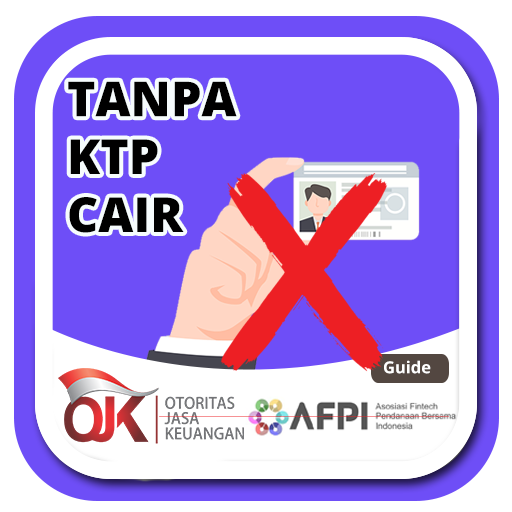 TANPA
KTP
CAIR
Guide
OJK
OTORITAS
JASA
KEUANGAN
AFPI
Asosiasi Fintech
Pendanaan Bersama
Indonesia